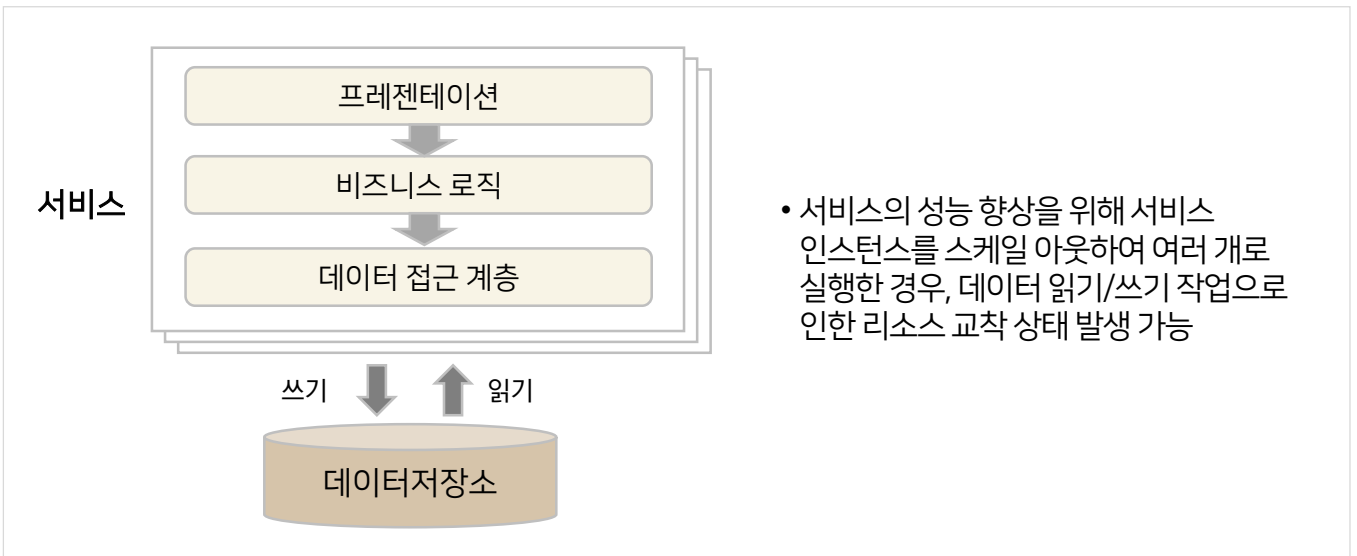 프레젠테이션
비즈니스 로직
데이터 접근 계층
서비스
쓰기
읽기
데이터저장소
• 서비스의 성능 향상을 위해 서비스
인스턴스를 스케일 아웃하여 여러 개로
실행한 경우, 데이터 읽기/쓰기 작업으로
인한 리소스 교착 상태 발생 가능